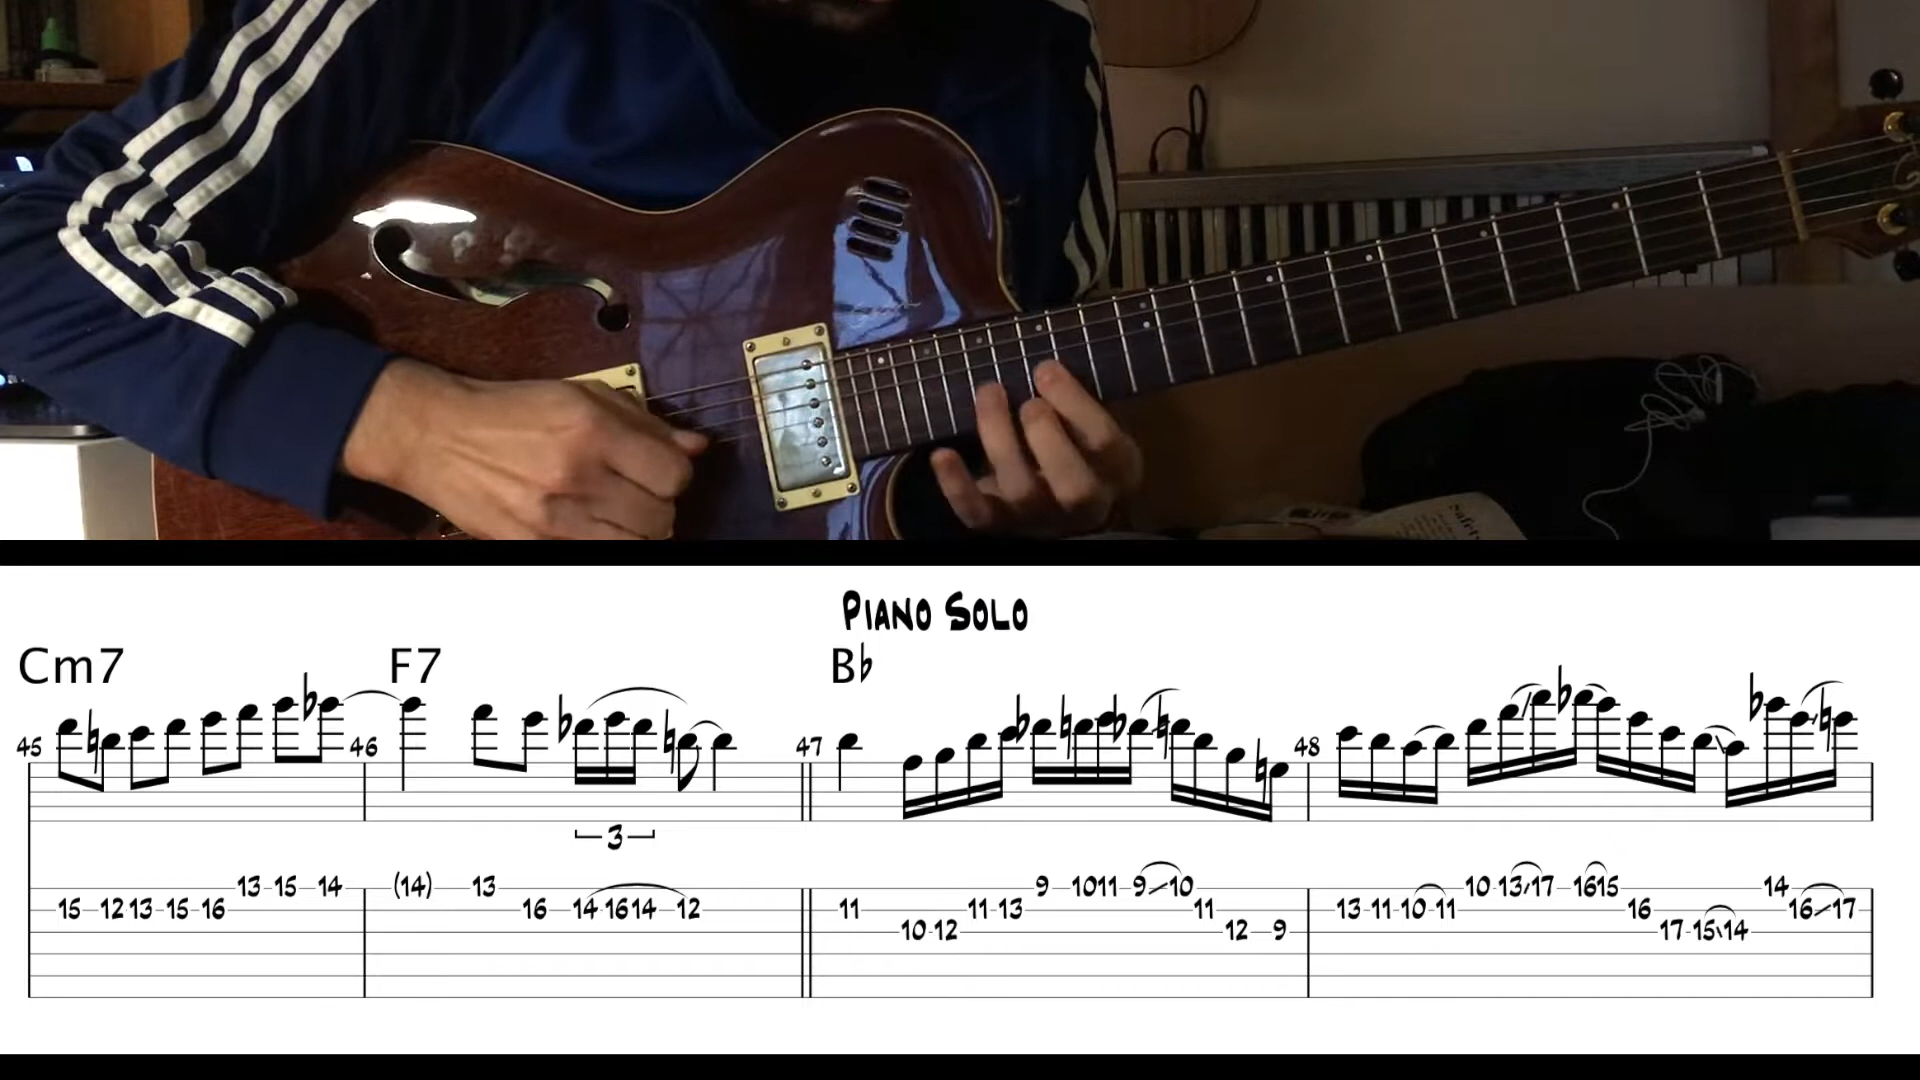 Piano Solo
Cm7 F7 B♭
45 46 47 48
3
13 15 14 (14) 13 9 10 11 9 10 10 13 17 16 15 14
15 12 13 15 16 16 14 16 14 12 11 11 13 11 13 11 10 11 16 16 17
10 12 12 9 17 15 14